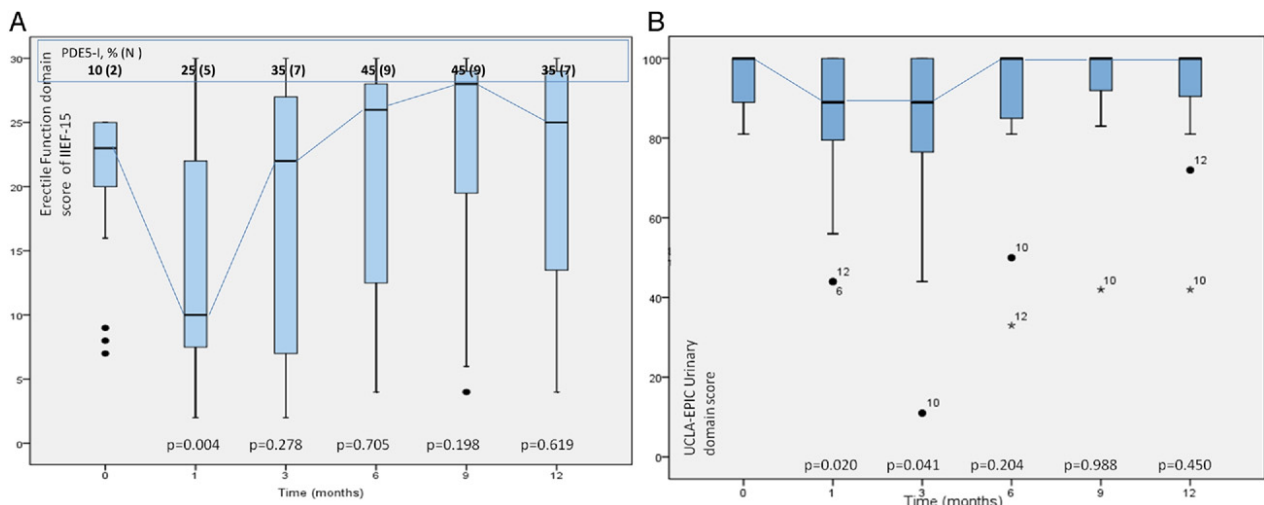 A
PDE5-I, % (N )
10 (2) 25 (5) 35 (7) 45 (9) 45 (9) 35 (7)
Erectile Function domain
score of IIEF-15
30
25
20
15
10
5
0
p=0.004 p=0.278 p=0.705 p=0.198 p=0.619
0 1 3 6 9 12
Time (months)
B
UCLA-EPIC Urinary
domain score
100
80
60
40
20
0
12
6
10
10
12
10
12
10
p=0.020 p=0.041 p=0.204 p=0.988 p=0.450
0 1 3 6 9 12
Time (months)